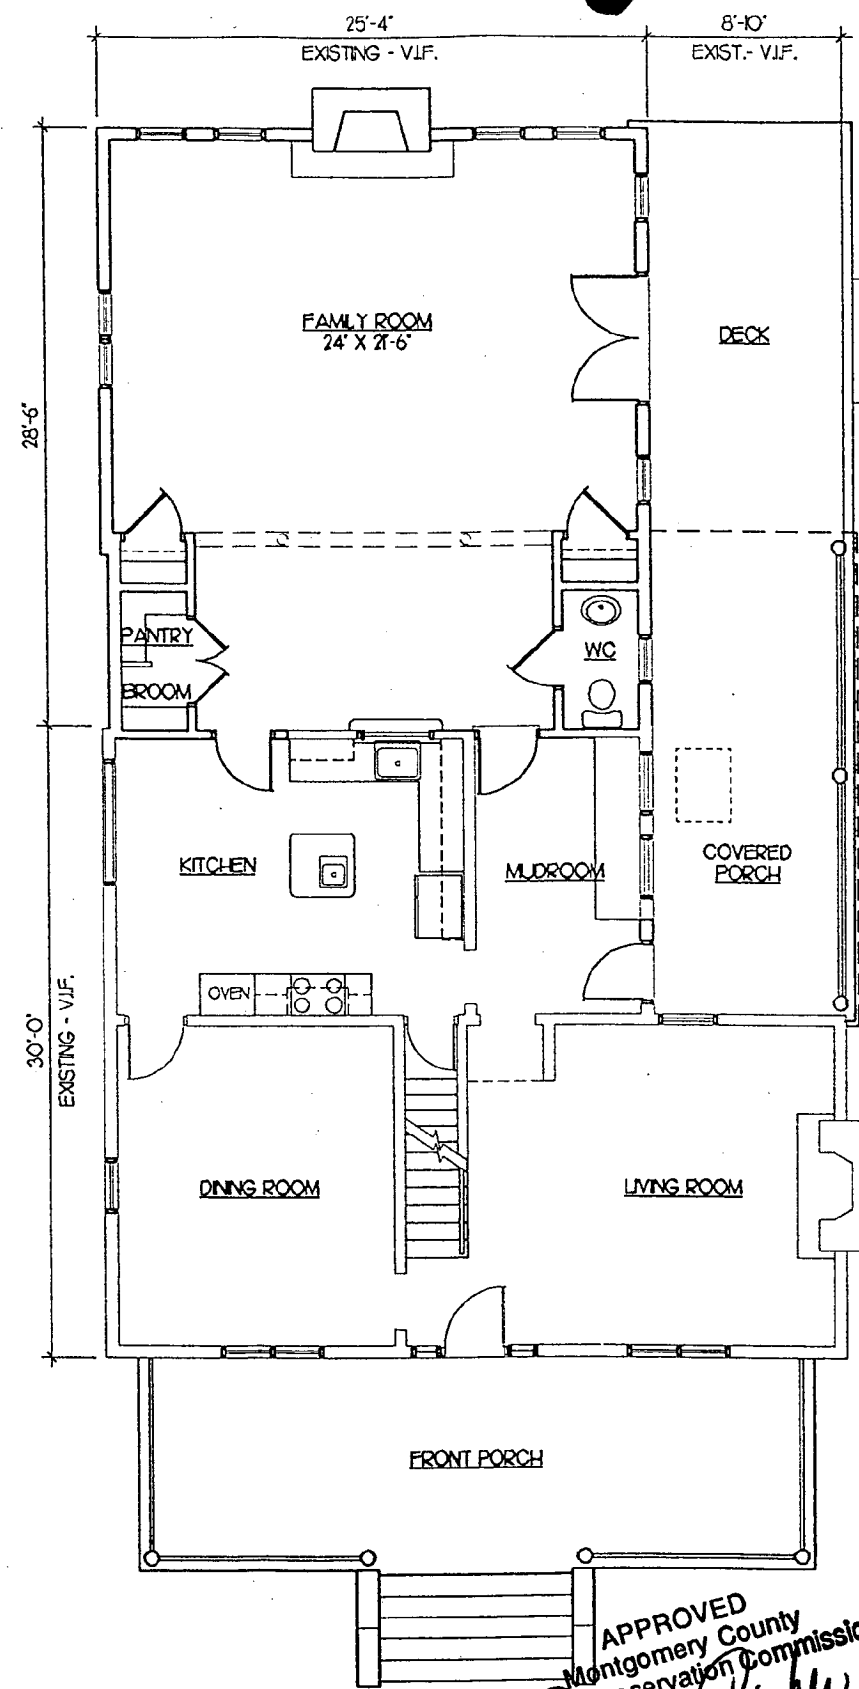 25'-4"
EXISTING - V.I.F.
8'-10"
EXIST.- V.I.F.
28'-6"
FAMILY ROOM
24' X 27'-6"
DECK
PANTRY
BROOM
WC
KITCHEN
MUDROOM
COVERED
PORCH
OVEN
30'-0"
EXISTING - V.I.F.
DINING ROOM
LIVING ROOM
FRONT PORCH
APPROVED
Montgomery County